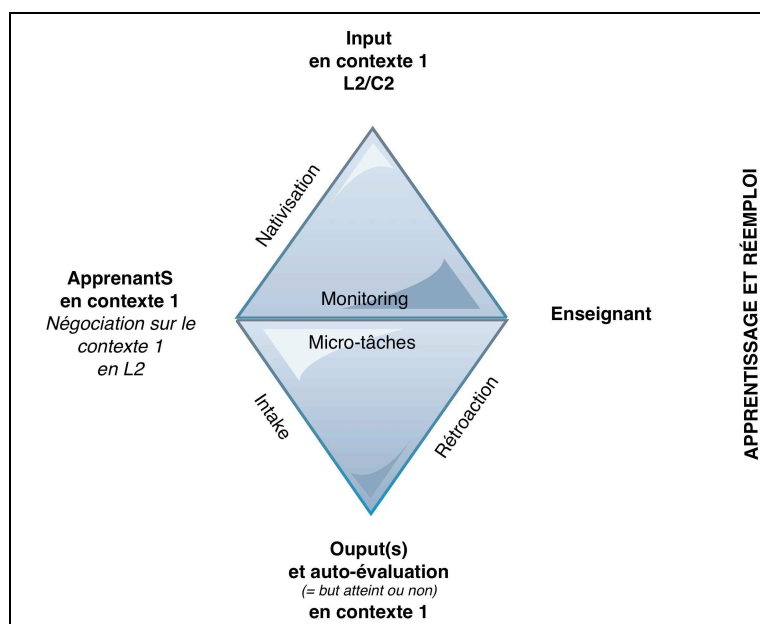 Input
en contexte 1
L2/C2
Nativisation
ApprenantS
en contexte 1
Négociation sur le
contexte 1
en L2
Monitoring
Micro-tâches
Enseignant
Intake
Rétroaction
Ouput(s)
et auto-évaluation
(= but atteint ou non)
en contexte 1
APPRENTISSAGE ET RÉEMPLOI